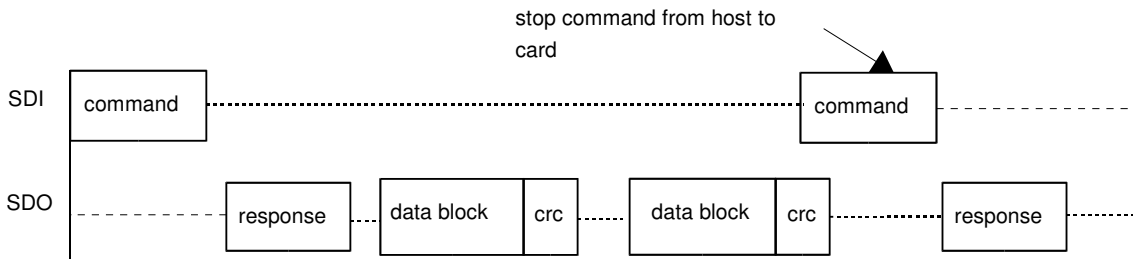 stop command from host to
card
SDI
command
command
SDO
response
data block
crc
data block
crc
response